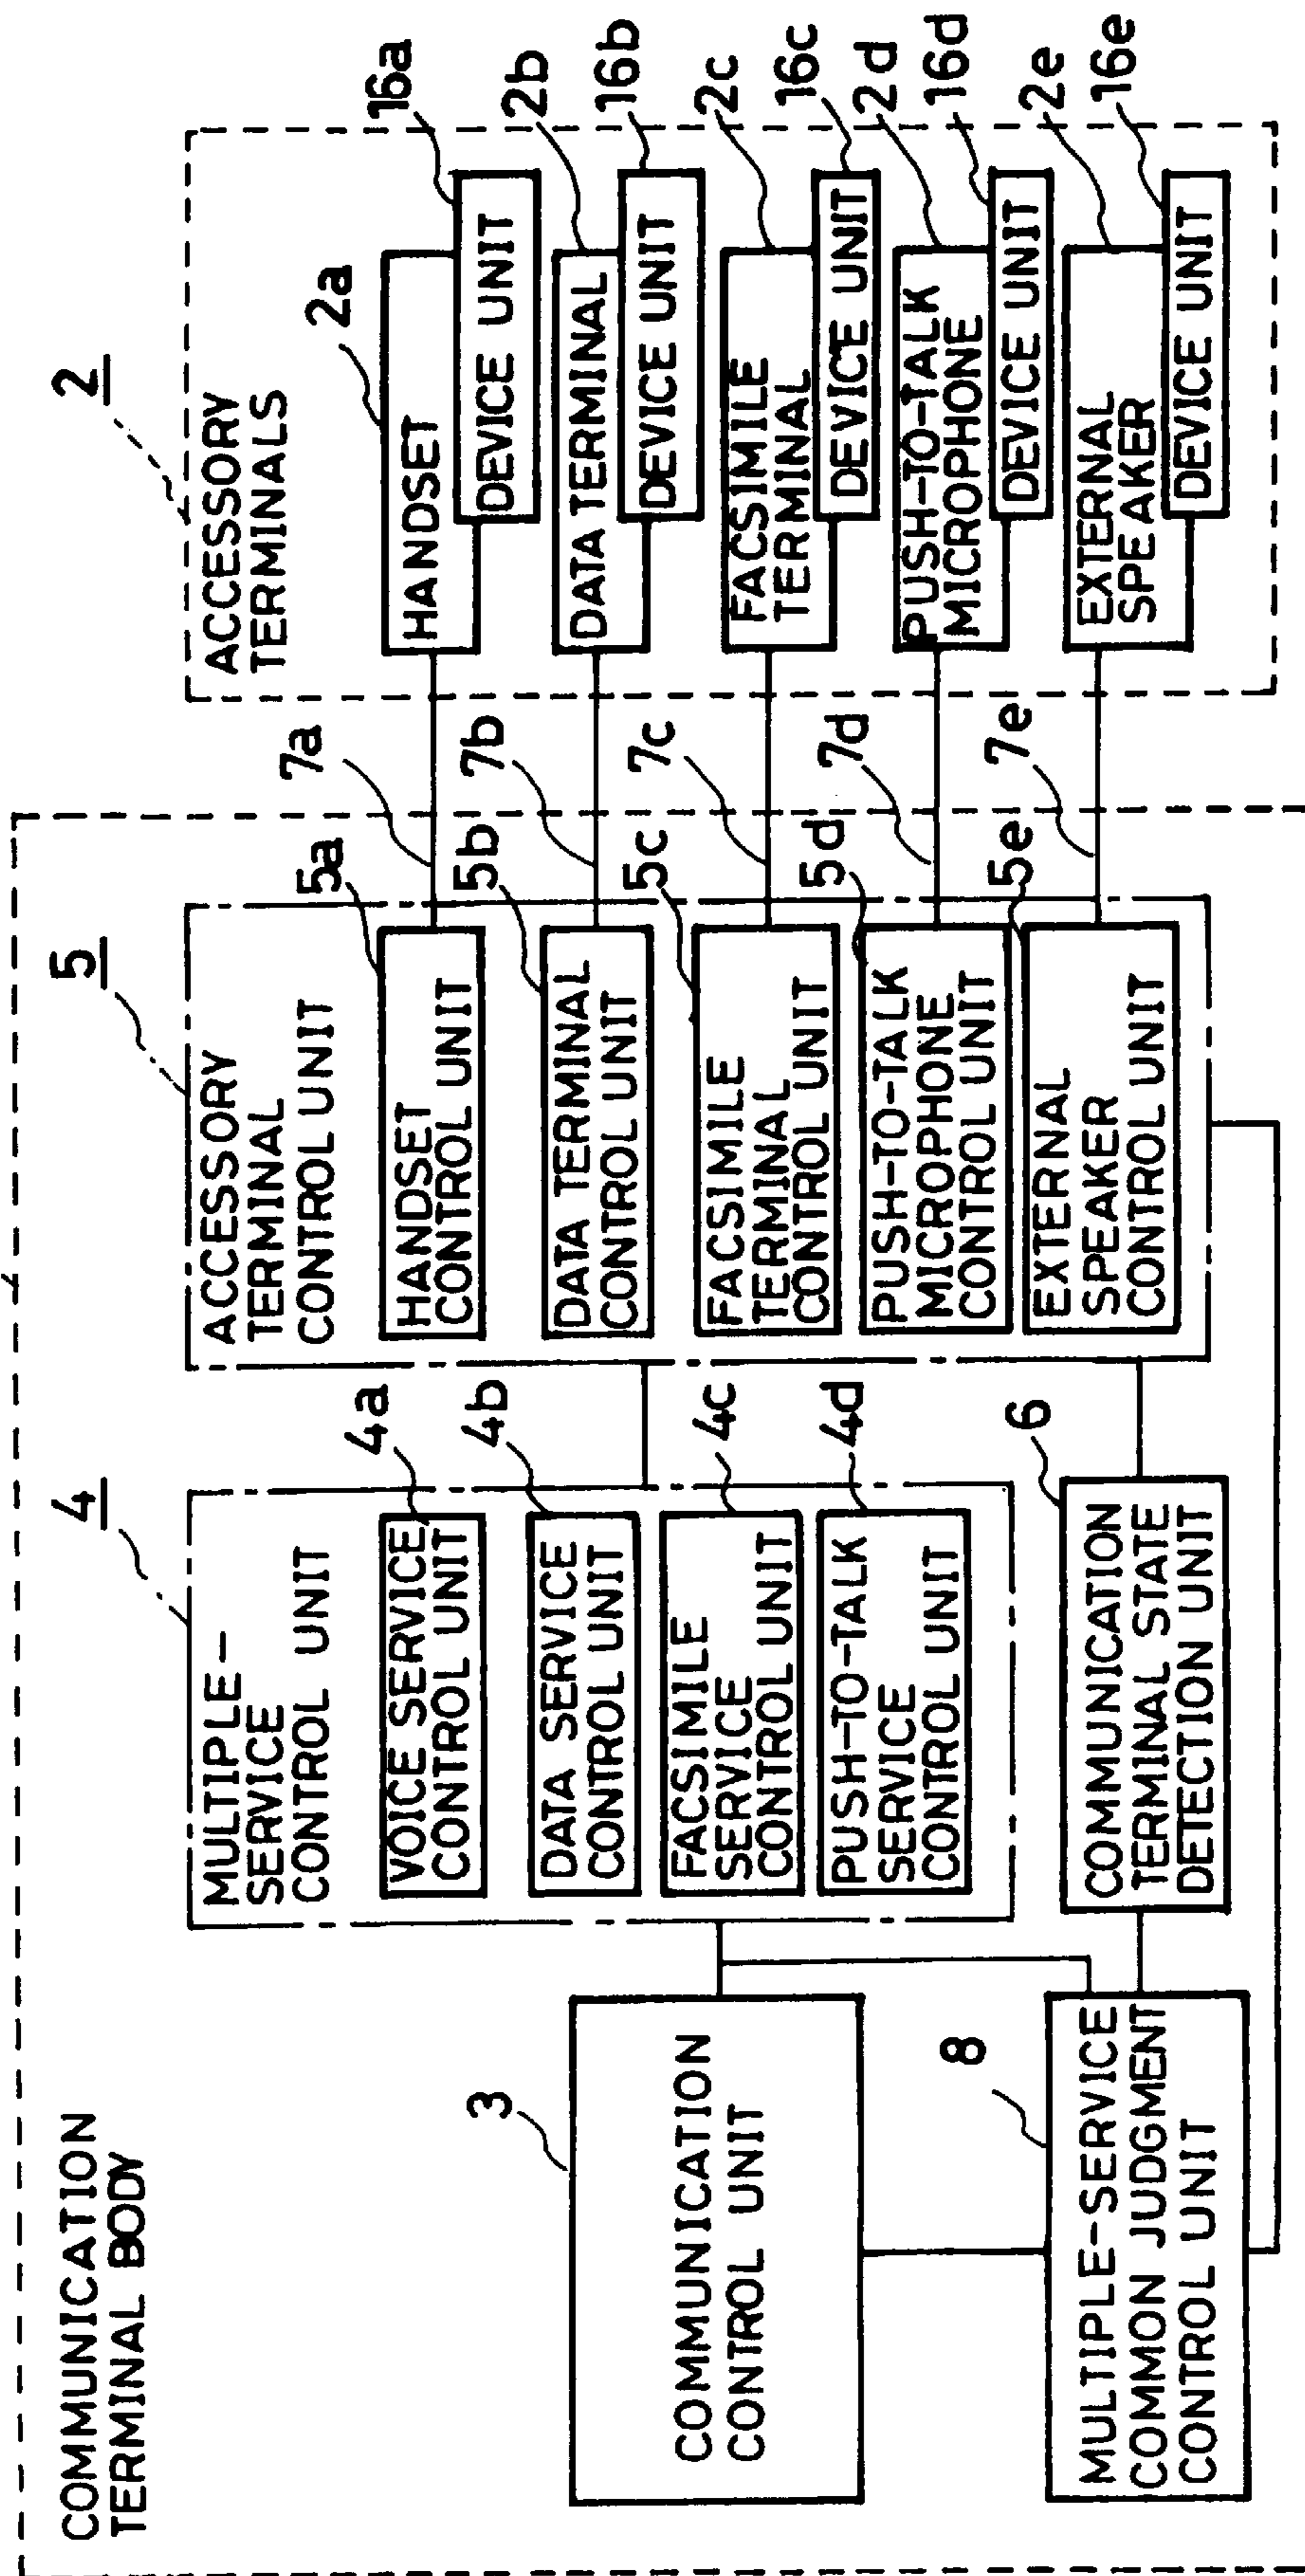 COMMUNICATION
TERMINAL BODY
3
COMMUNICATION
CONTROL UNIT
8
MULTIPLE-SERVICE
COMMON JUDGMENT
CONTROL UNIT
4
MULTIPLE-
SERVICE
CONTROL UNIT
4a
VOICE SERVICE
CONTROL UNIT
4b
DATA SERVICE
CONTROL UNIT
4c
FACSIMILE
SERVICE
CONTROL UNIT
4d
PUSH-TO-TALK
SERVICE
CONTROL UNIT
6
COMMUNICATION
TERMINAL STATE
DETECTION UNIT
5
ACCESSORY
TERMINAL
CONTROL UNIT
5a
HANDSET
CONTROL UNIT
5b
DATA TERMINAL
CONTROL UNIT
5c
FACSIMILE
TERMINAL
CONTROL UNIT
5d
PUSH-TO-TALK
MICROPHONE
CONTROL UNIT
5e
EXTERNAL
SPEAKER
CONTROL UNIT
7a
7b
7c
7d
7e
2
ACCESSORY
TERMINALS
2a
HANDSET
16a
DEVICE UNIT
2b
DATA TERMINAL
16b
DEVICE UNIT
2c
FACSIMILE
TERMINAL
16c
DEVICE UNIT
2d
PUSH-TO-TALK
MICROPHONE
16d
DEVICE UNIT
2e
EXTERNAL
SPEAKER
16e
DEVICE UNIT